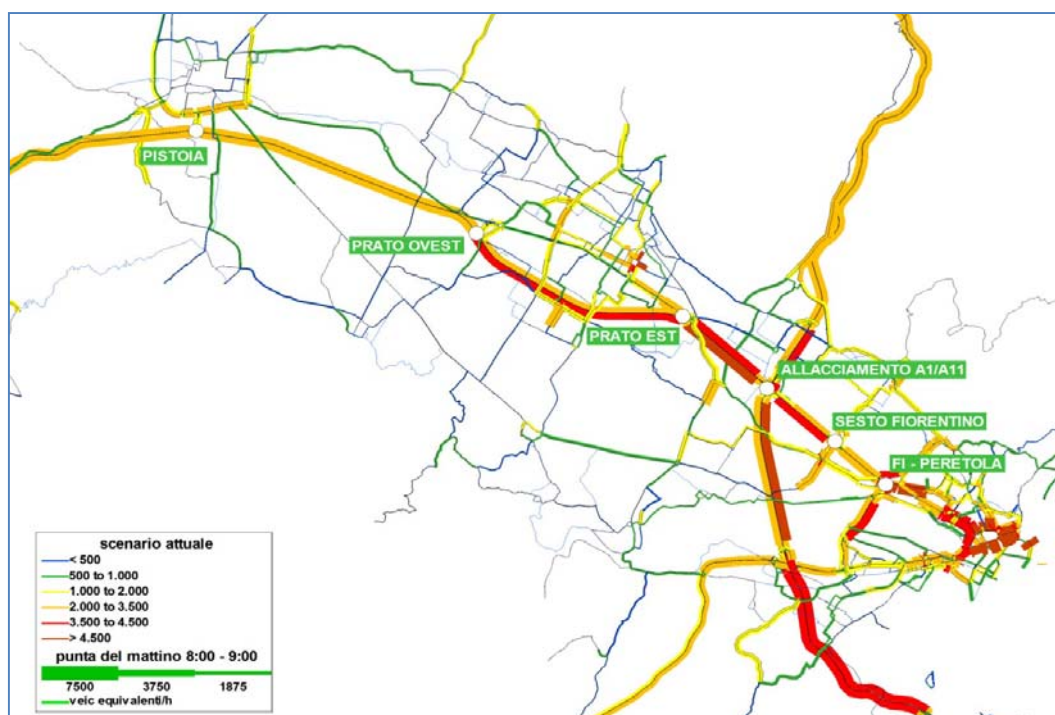 PISTOIA
PRATO OVEST
PRATO EST
ALLACCIAMENTO A1/A11
SESTO FIORENTINO
FI - PERETOLA
scenario attuale
< 500
500 to 1.000
1.000 to 2.000
2.000 to 3.500
3.500 to 4.500
> 4.500
punta del mattino 8:00 - 9:00
7500 3750 1875
veic equivalenti/h